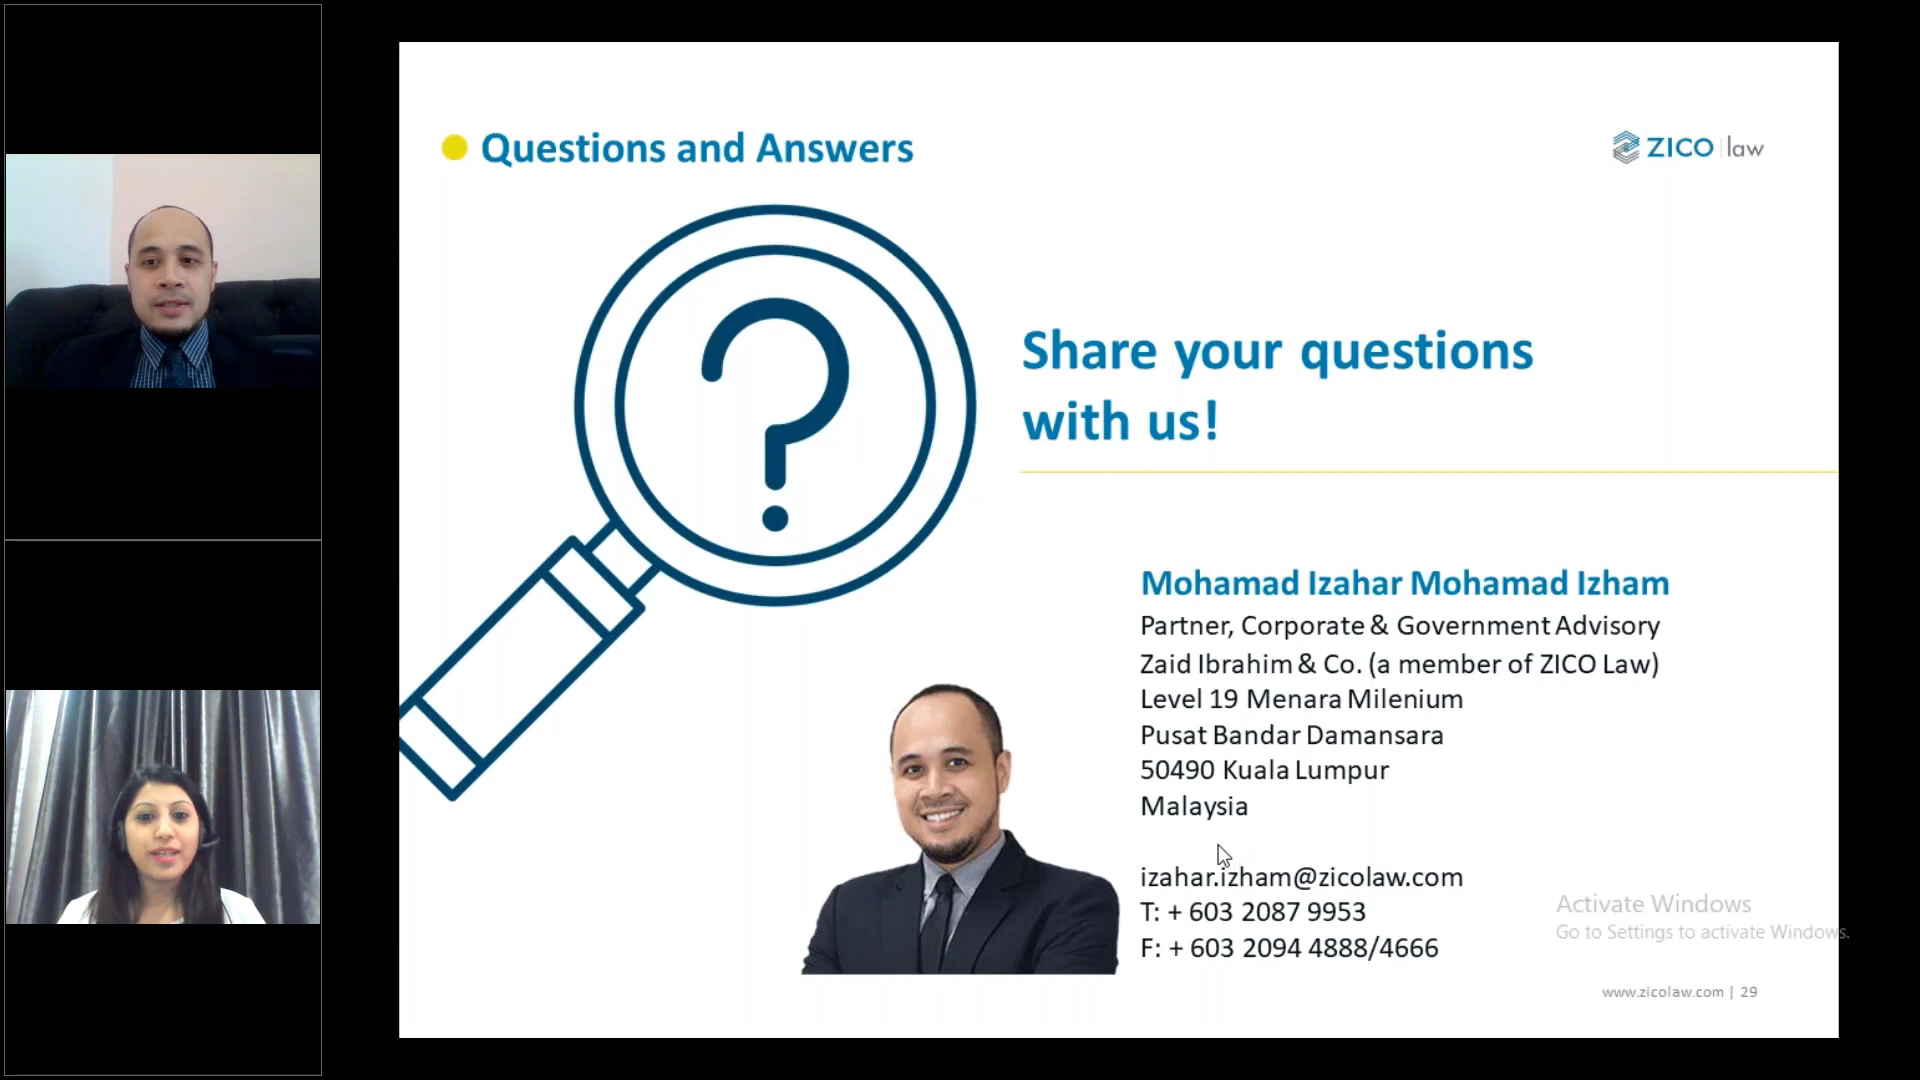 Questions and Answers
ZICO law
?
Share your questions
with us!
Mohamad Izahar Mohamad Izham
Partner, Corporate & Government Advisory
Zaid Ibrahim & Co. (a member of ZICO Law)
Level 19 Menara Milenium
Pusat Bandar Damansara
50490 Kuala Lumpur
Malaysia
izahar.izham@zicolaw.com
T: + 603 2087 9953
F: + 603 2094 4888/4666
Activate Windows
Go to Settings to activate Windows.
www.zicolaw.com | 29